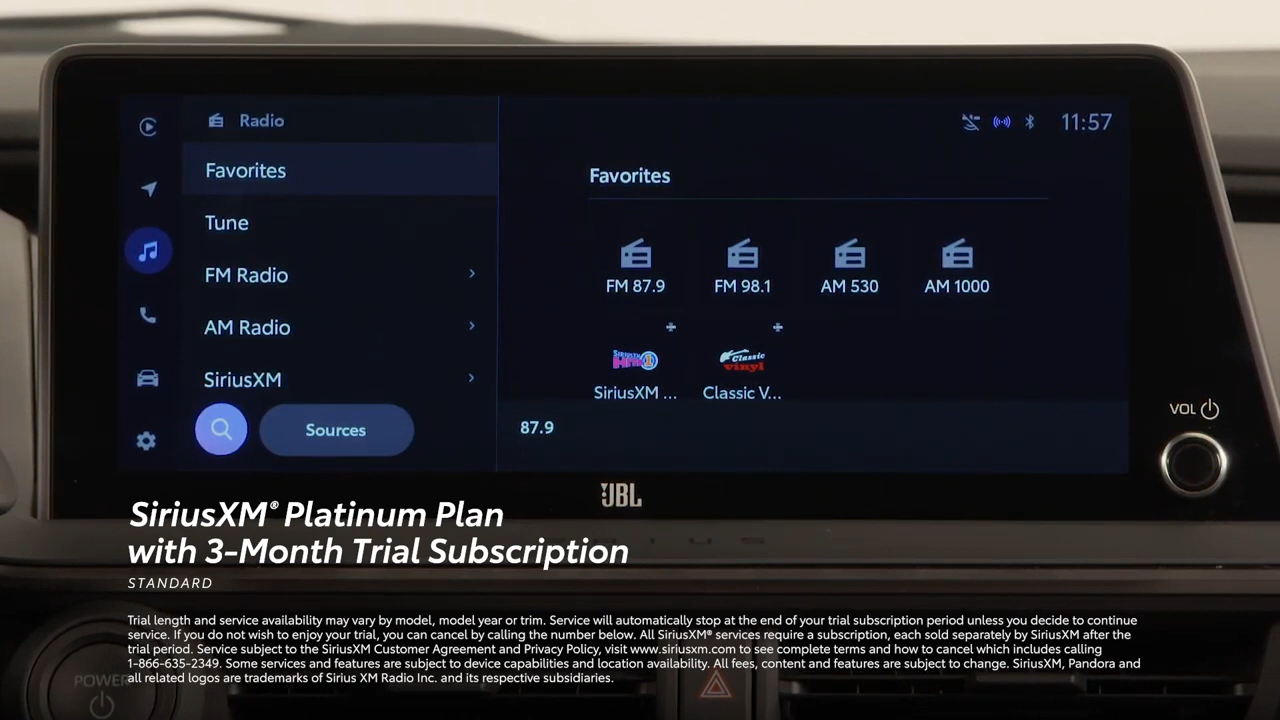 Radio
11:57
Favorites
Favorites
Tune
FM Radio
AM Radio
SiriusXM
Sources
FM 87.9
FM 98.1
AM 530
AM 1000
SIRIUSXM HITS 1
Classic vinyl
SiriusXM ...
Classic V...
87.9
VOL
JBL
SiriusXM® Platinum Plan
with 3-Month Trial Subscription
STANDARD
Trial length and service availability may vary by model, model year or trim. Service will automatically stop at the end of your trial subscription period unless you decide to continue
service. If you do not wish to enjoy your trial, you can cancel by calling the number below. All SiriusXM® services require a subscription, each sold separately by SiriusXM after the
trial period. Service subject to the SiriusXM Customer Agreement and Privacy Policy, visit www.siriusxm.com to see complete terms and how to cancel which includes calling
1-866-635-2349. Some services and features are subject to device capabilities and location availability. All fees, content and features are subject to change. SiriusXM, Pandora and
all related logos are trademarks of Sirius XM Radio Inc. and its respective subsidiaries.
POWER